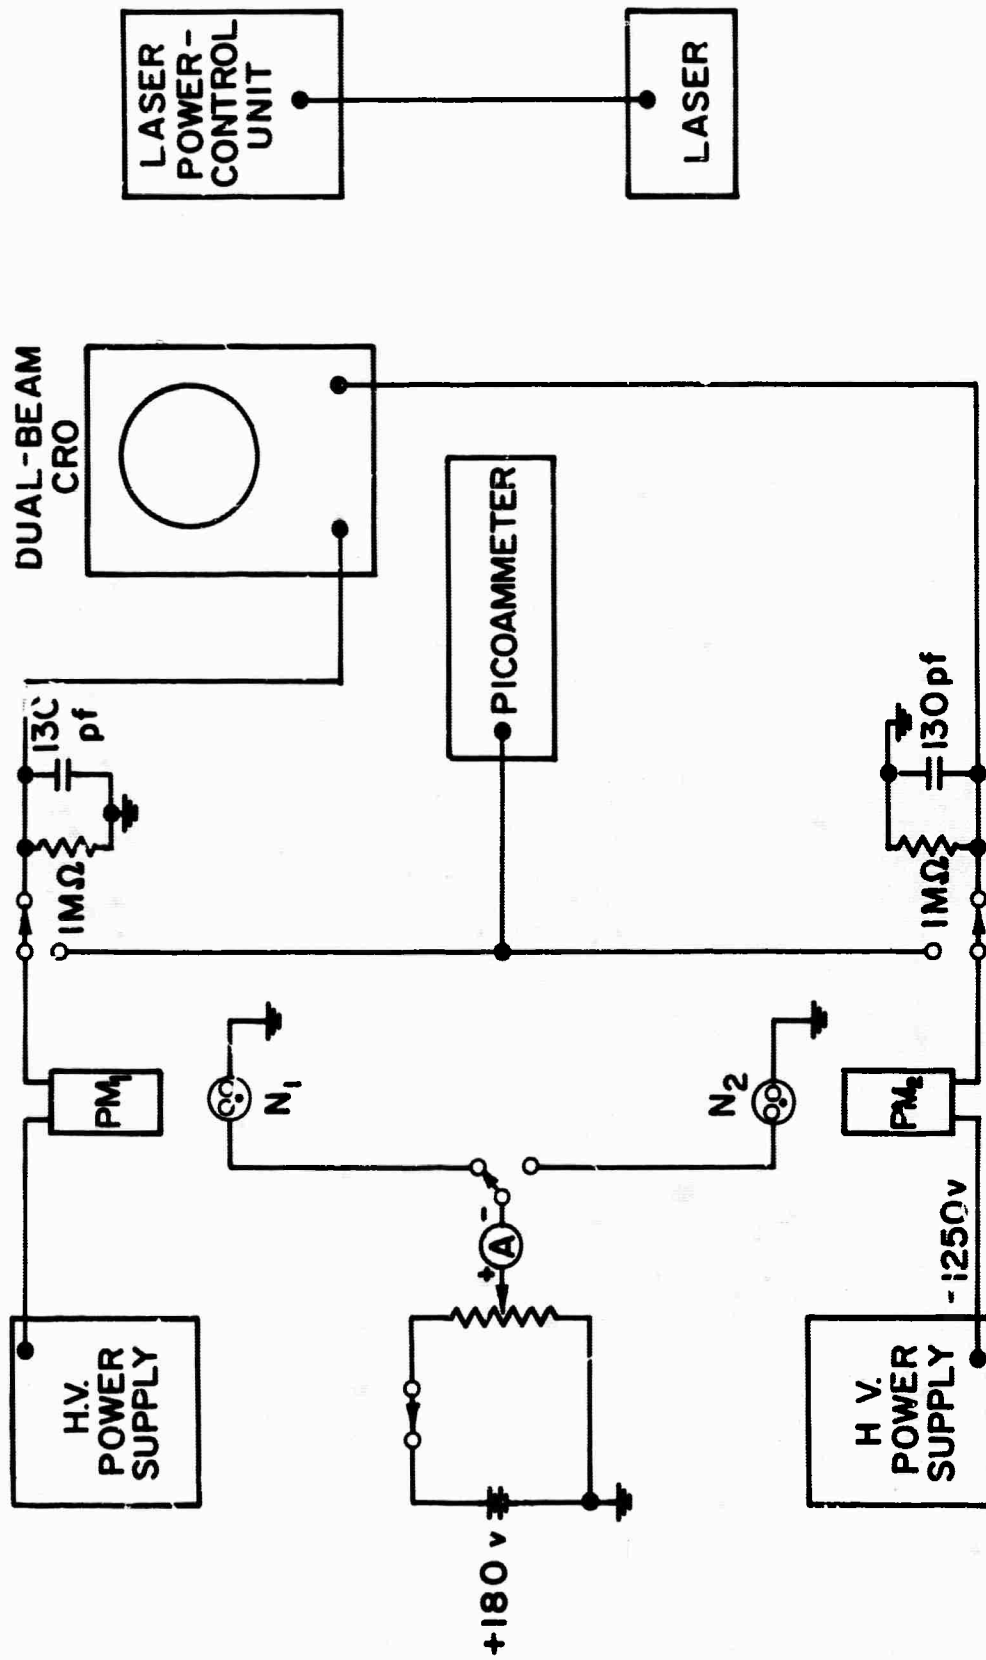 H.V.
POWER
SUPPLY
PM₁
1MΩ
13C
pf
DUAL-BEAM
CRO
LASER
POWER-
CONTROL
UNIT
+180 v
+
A
-
N₁
N₂
PICOAMMETER
LASER
H V.
POWER
SUPPLY
-1250v
PM₂
1MΩ
130pf